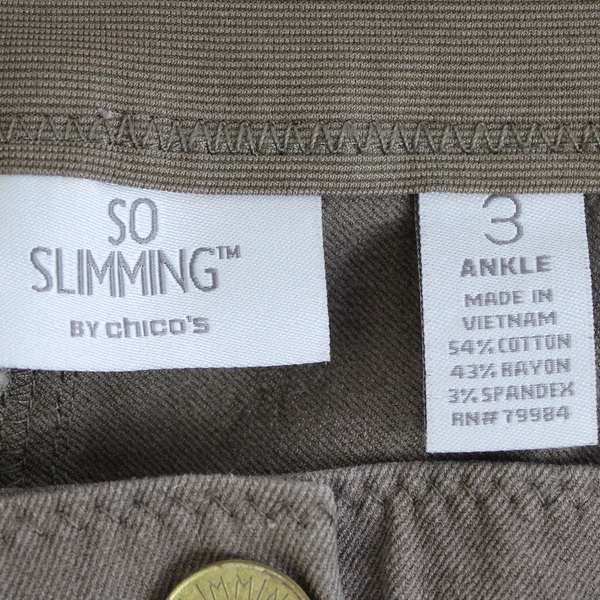 SO
SLIMMING™
BY chico's
3
ANKLE
MADE IN
VIETNAM
54% COTTON
43% RAYON
3% SPANDEX
RN# 79984